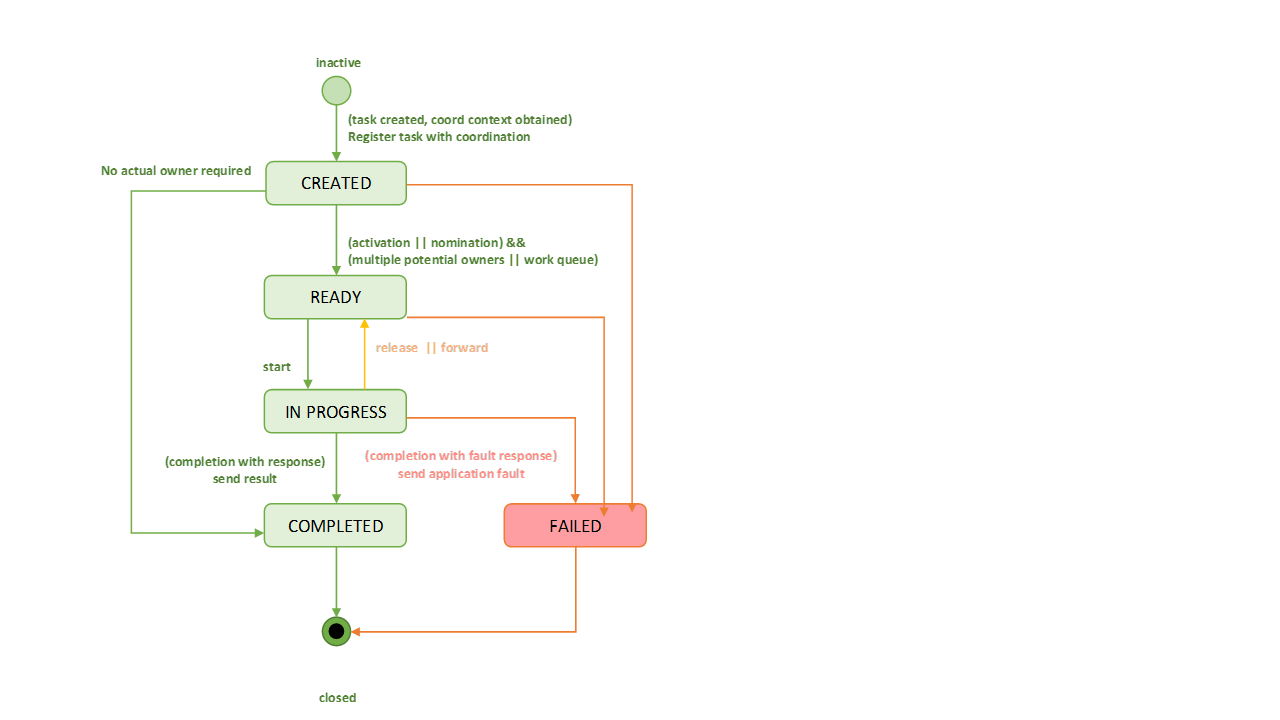 inactive
(task created, coord context obtained)
Register task with coordination
No actual owner required
CREATED
(activation || nomination) &&
(multiple potential owners || work queue)
READY
release || forward
start
IN PROGRESS
(completion with response)
send result
(completion with fault response)
send application fault
COMPLETED
FAILED
closed